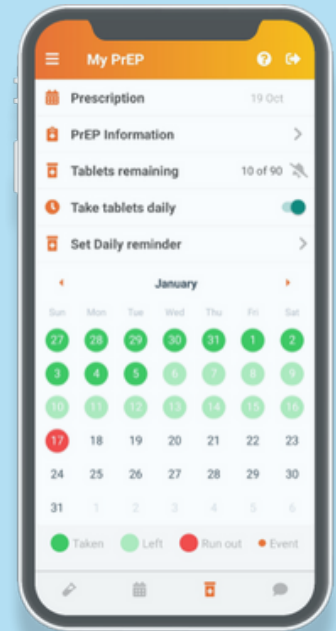 My PrEP
Prescription 19 Oct
PrEP Information
Tablets remaining 10 of 90
Take tablets daily
Set Daily reminder
January
Sun Mon Tue Wed Thu Fri Sat
27 28 29 30 31 1 2
3 4 5 6 7 8 9
10 11 12 13 14 15 16
17 18 19 20 21 22 23
24 25 26 27 28 29 30
31 1 2 3 4 5 6
Taken Left Run out Event